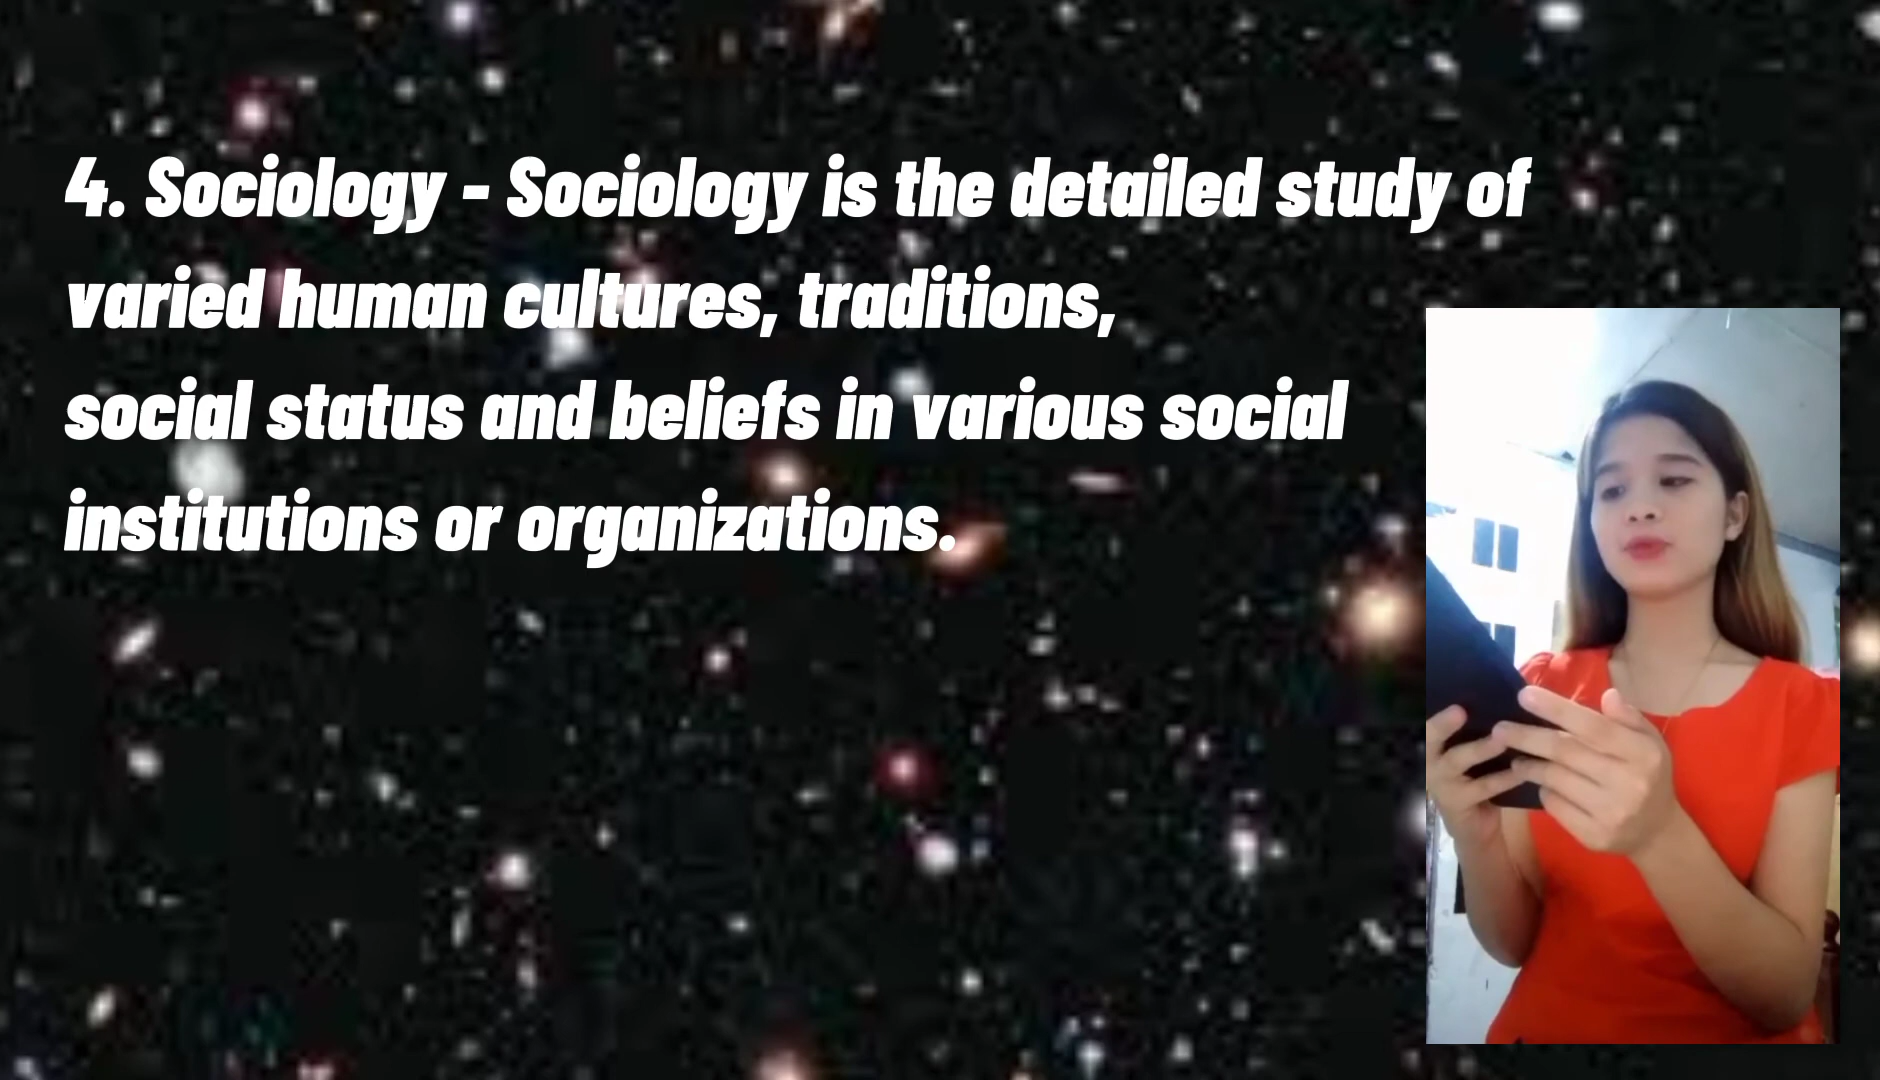 4. Sociology - Sociology is the detailed study of
varied human cultures, traditions,
social status and beliefs in various social
institutions or organizations.